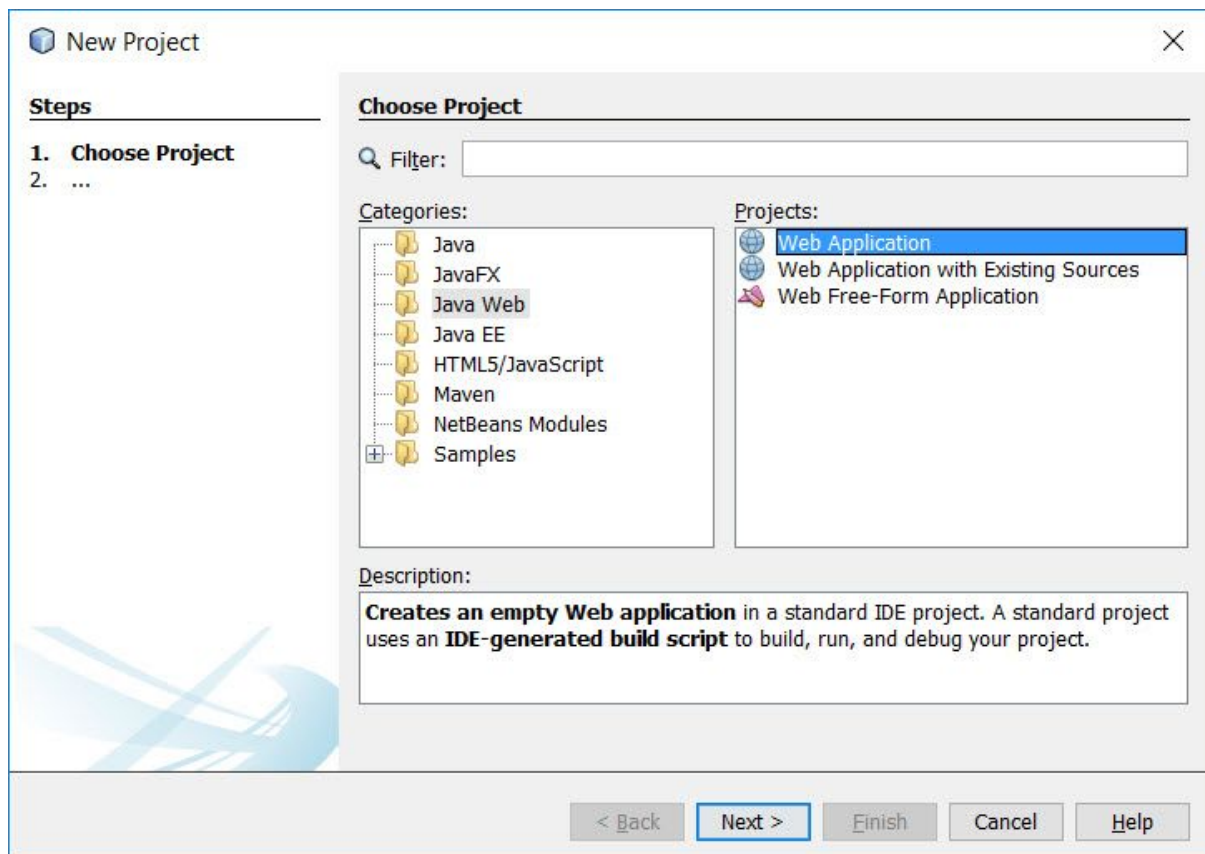 New Project
Steps
1. Choose Project
2. ...
Choose Project
Filter:
Categories:
Java
JavaFX
Java Web
Java EE
HTML5/JavaScript
Maven
NetBeans Modules
Samples
Projects:
Web Application
Web Application with Existing Sources
Web Free-Form Application
Description:
Creates an empty Web application in a standard IDE project. A standard project
uses an IDE-generated build script to build, run, and debug your project.
< Back
Next >
Finish
Cancel
Help